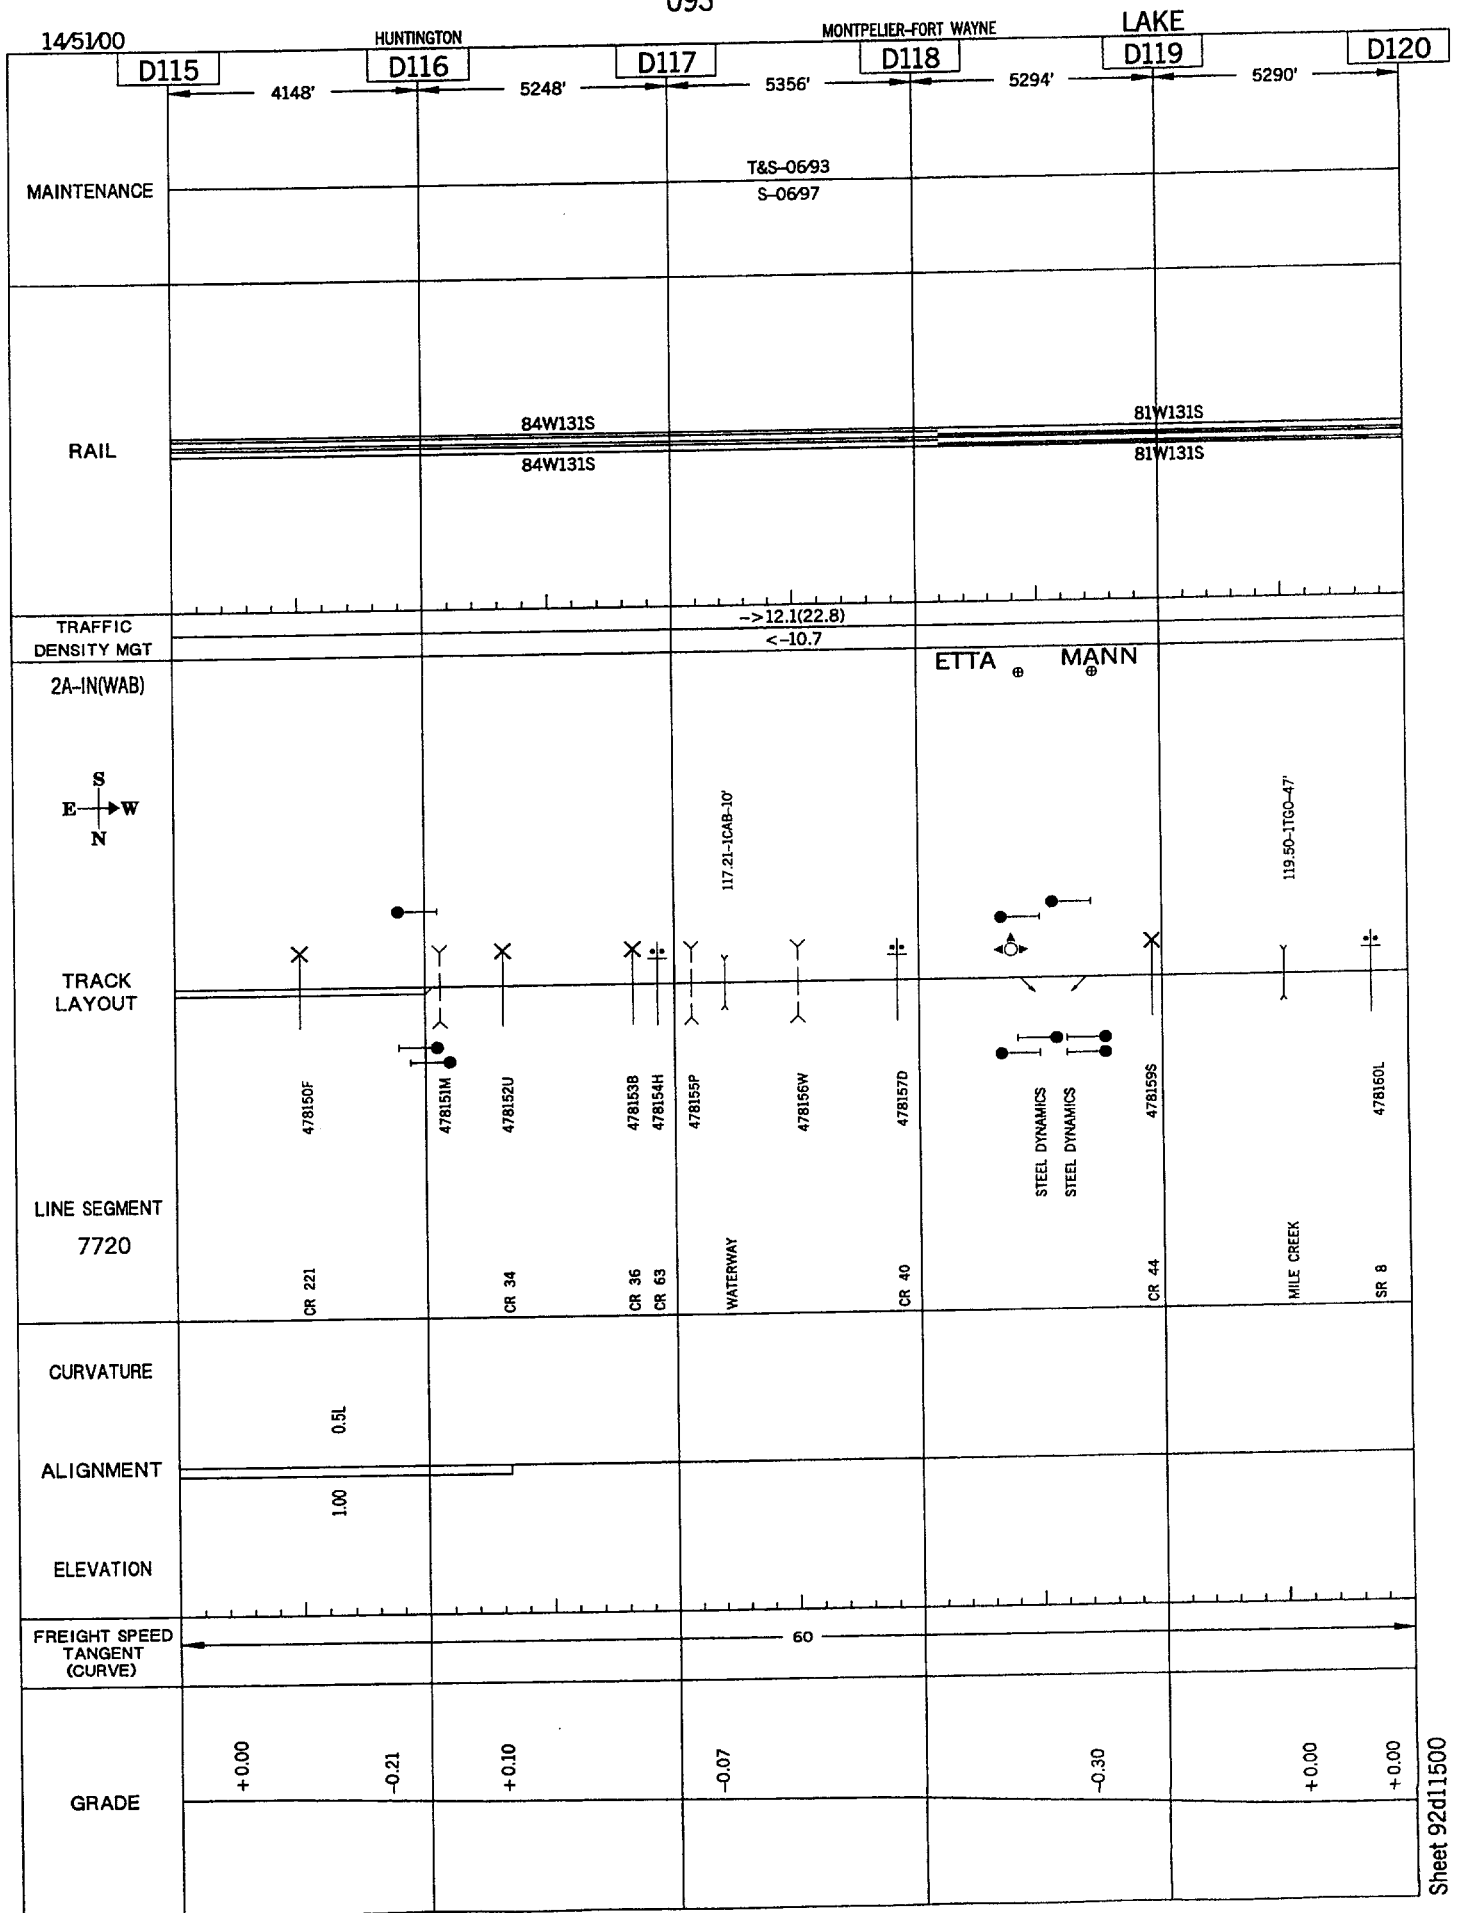 093
14/51/00 HUNTINGTON MONTPELIER-FORT WAYNE LAKE
D115 D116 D117 D118 D119 D120
4148' 5248' 5356' 5294' 5290'
MAINTENANCE
T&S-06/93
S-06/97
RAIL
84W131S 81W131S
84W131S 81W131S
TRAFFIC
DENSITY MGT
->12.1(22.8)
<-10.7
ETTA MANN
2A-IN(WAB)
S
E W
N
117.21-1CAB-10'
119.50-1TGO-47'
TRACK
LAYOUT
478150F
478151M
478152U
478153B
478154H
478155P
478156W
478157D
STEEL DYNAMICS
STEEL DYNAMICS
478159S
478160L
LINE SEGMENT
7720
CR 221
CR 34
CR 36
CR 63
WATERWAY
CR 40
CR 44
MILE CREEK
SR 8
CURVATURE
0.5L
ALIGNMENT
1.00
ELEVATION
FREIGHT SPEED
TANGENT
(CURVE)
60
GRADE
+0.00
-0.21
+0.10
-0.07
-0.30
+0.00
+0.00
Sheet 92d11500